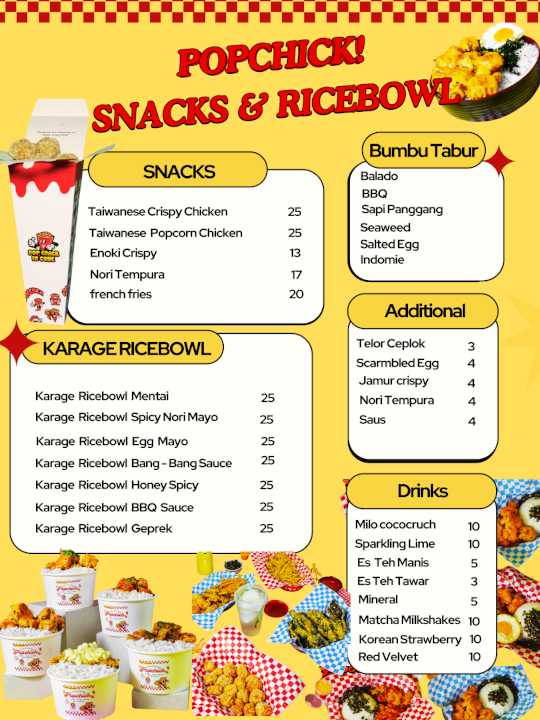 POPCHICK!
SNACKS & RICEBOWL
SNACKS
Taiwanese Crispy Chicken 25
Taiwanese Popcorn Chicken 25
Enoki Crispy 13
Nori Tempura 17
french fries 20
KARAGE RICEBOWL
Karage Ricebowl Mentai 25
Karage Ricebowl Spicy Nori Mayo 25
Karage Ricebowl Egg Mayo 25
Karage Ricebowl Bang - Bang Sauce 25
Karage Ricebowl Honey Spicy 25
Karage Ricebowl BBQ Sauce 25
Karage Ricebowl Geprek 25
Bumbu Tabur
Balado
BBQ
Sapi Panggang
Seaweed
Salted Egg
Indomie
Additional
Telor Ceplok 3
Scarmbled Egg 4
Jamur crispy 4
Nori Tempura 4
Saus 4
Drinks
Milo cococruch 10
Sparkling Lime 10
Es Teh Manis 5
Es Teh Tawar 3
Mineral 5
Matcha Milkshakes 10
Korean Strawberry 10
Red Velvet 10